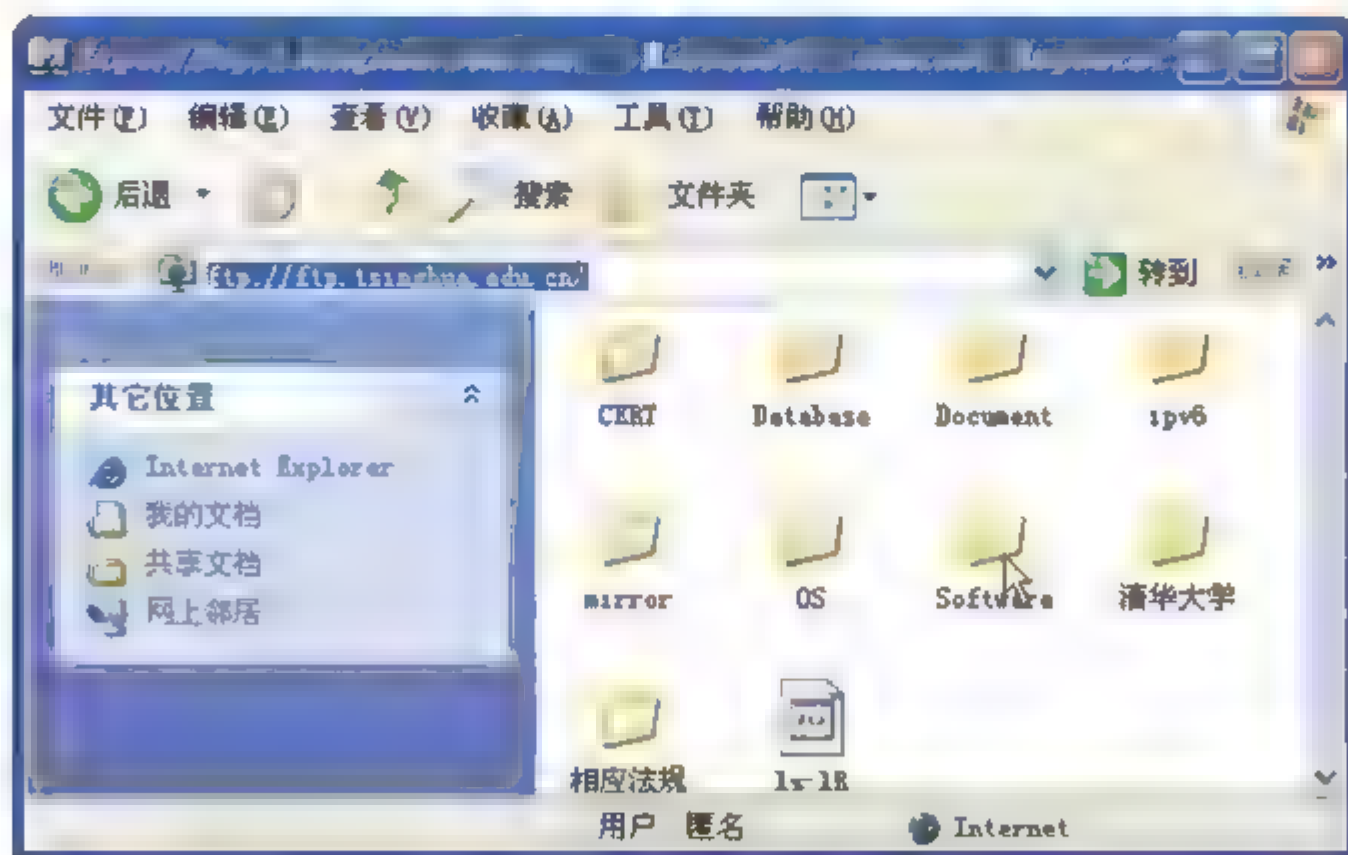 文件(F) 编辑(E) 查看(V) 收藏(A) 工具(T) 帮助(H)
后退 搜索 文件夹
ftp://ftp.tsinghua.edu.cn/ 转到
其它位置
Internet Explorer
我的文档
共享文档
网上邻居
CERT Database Document ipv6
mirror OS Software 清华大学
相应法规 ls-lR
用户 匿名 Internet